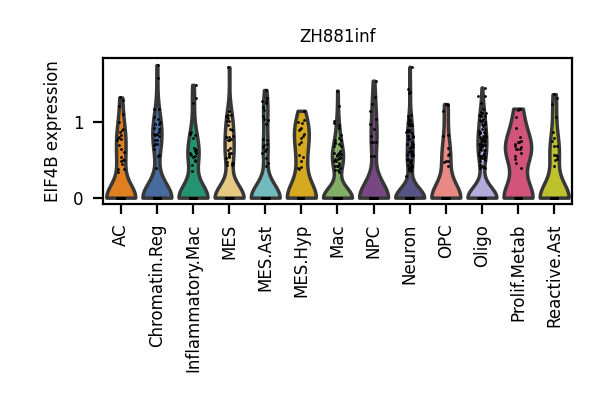 ZH881inf
EIF4B expression
1
0
AC
Chromatin.Reg
Inflammatory.Mac
MES
MES.Ast
MES.Hyp
Mac
NPC
Neuron
OPC
Oligo
Prolif.Metab
Reactive.Ast